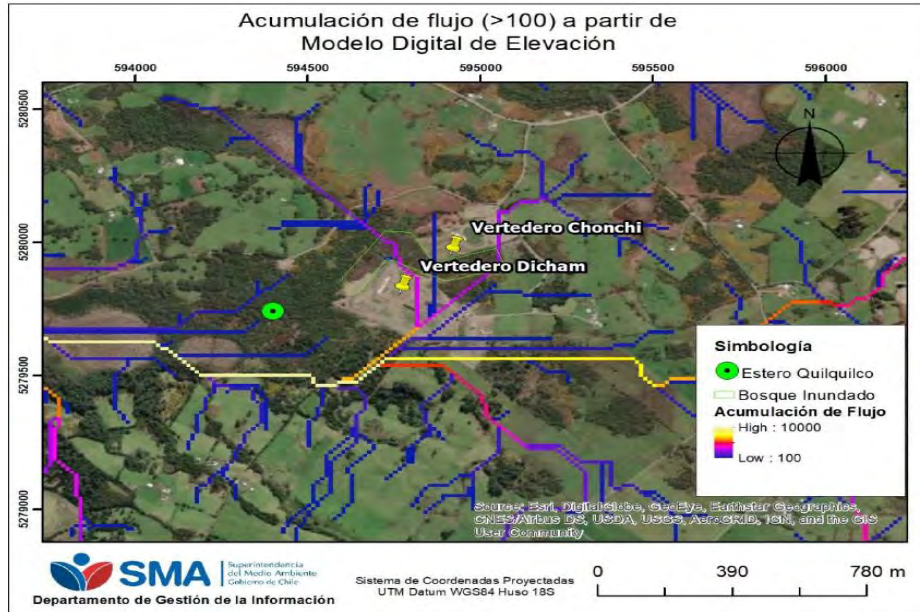 Acumulación de flujo (>100) a partir de
Modelo Digital de Elevación
594000 594500 595000 595500 596000
5280500
5280000
5279500
5279000
N
Vertedero Chonchi
Vertedero Dicham
Simbología
Estero Quilquilco
Bosque Inundado
Acumulación de Flujo
High : 10000
Low : 100
Source: Esri, DigitalGlobe, GeoEye, Earthstar Geographics,
CNES/Airbus DS, USDA, USGS, AeroGRID, IGN, and the GIS
User Community
SMA
Superintendencia
del Medio Ambiente
Gobierno de Chile
Departamento de Gestión de la Información
Sistema de Coordenadas Proyectadas
UTM Datum WGS84 Huso 18S
0 390 780 m